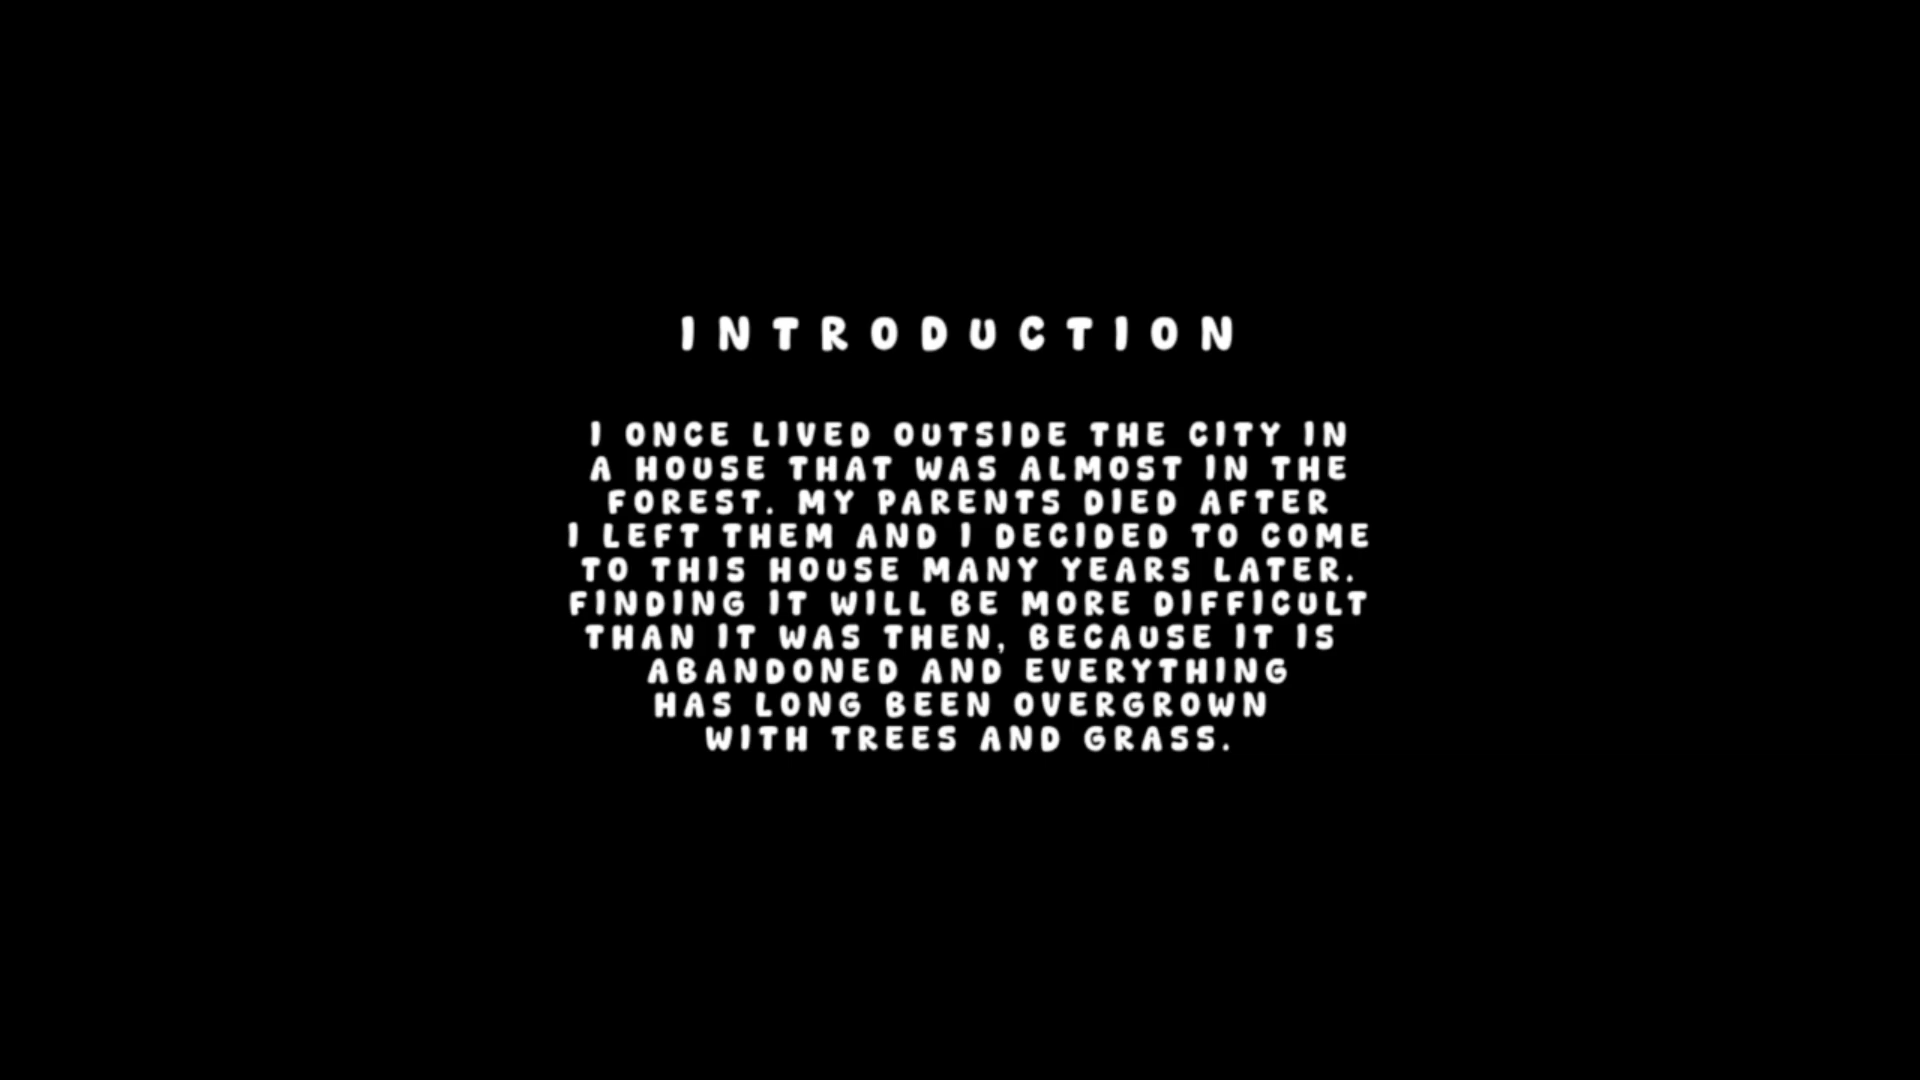 INTRODUCTION
I ONCE LIVED OUTSIDE THE CITY IN
A HOUSE THAT WAS ALMOST IN THE
FOREST. MY PARENTS DIED AFTER
I LEFT THEM AND I DECIDED TO COME
TO THIS HOUSE MANY YEARS LATER.
FINDING IT WILL BE MORE DIFFICULT
THAN IT WAS THEN, BECAUSE IT IS
ABANDONED AND EVERYTHING
HAS LONG BEEN OVERGROWN
WITH TREES AND GRASS.